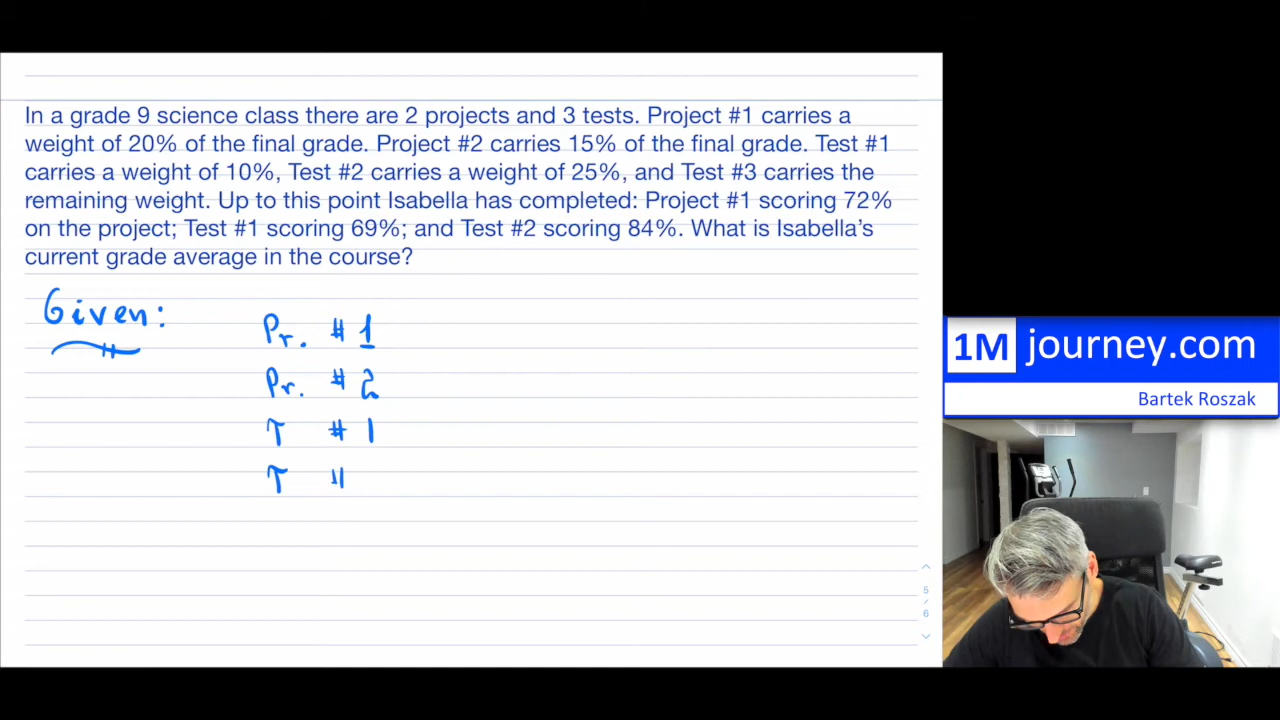 In a grade 9 science class there are 2 projects and 3 tests. Project #1 carries a
weight of 20% of the final grade. Project #2 carries 15% of the final grade. Test #1
carries a weight of 10%, Test #2 carries a weight of 25%, and Test #3 carries the
remaining weight. Up to this point Isabella has completed: Project #1 scoring 72%
on the project; Test #1 scoring 69%; and Test #2 scoring 84%. What is Isabella’s
current grade average in the course?
Given:
Pr. # 1
Pr. # 2
T # 1
T #
1M journey.com
Bartek Roszak
5
/
6